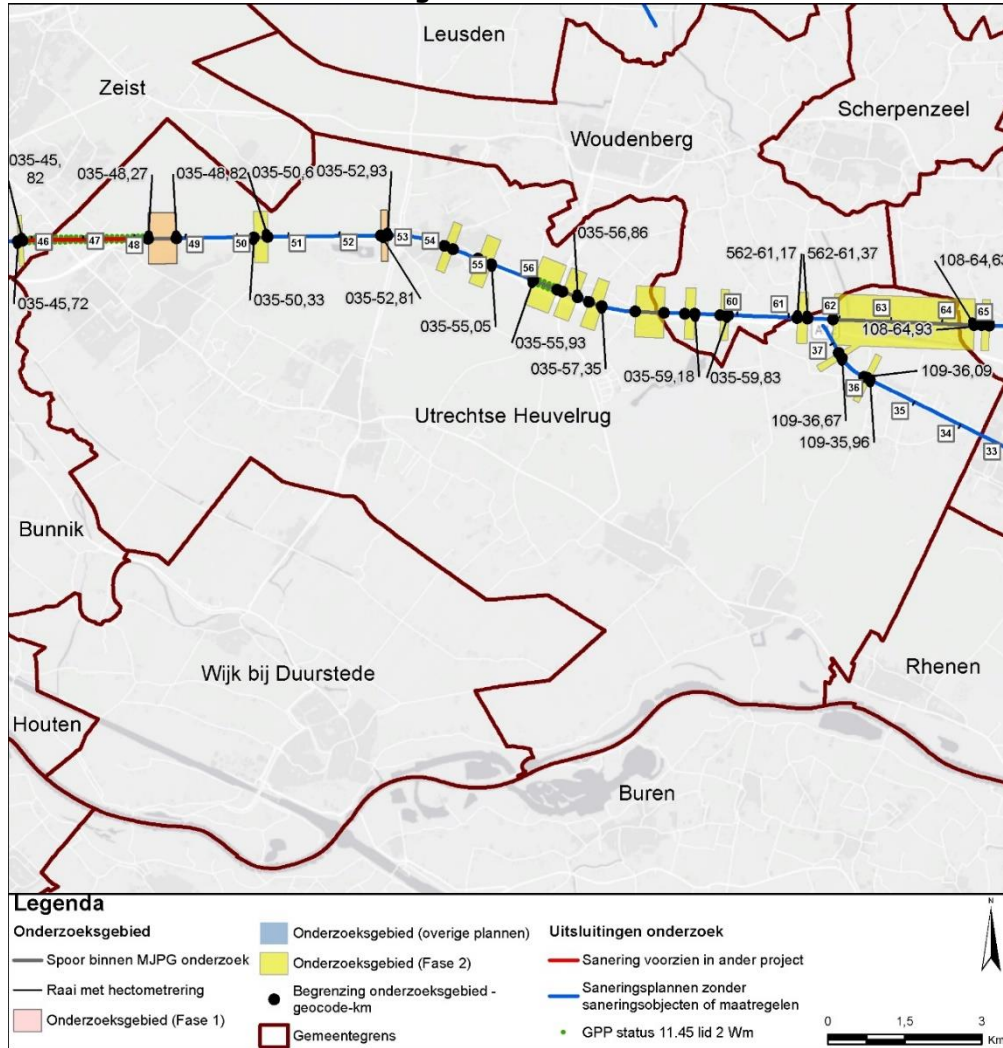 Leusden
Zeist
Scherpenzeel
Woudenberg
035-45,
82
035-48,27
035-48,82
035-50,6
035-52,93
46
47
48
49
50
51
52
53
54
55
56
60
61
62
63
64
65
035-56,86
562-61,17
562-61,37
108-64,63
035-45,72
035-50,33
035-52,81
035-55,05
108-64,93
035-55,93
035-57,35
035-59,18
035-59,83
A
37
36
35
34
33
109-36,09
109-36,67
109-35,96
Utrechtse Heuvelrug
Bunnik
Wijk bij Duurstede
Rhenen
Houten
Buren
Legenda
Onderzoeksgebied
Spoor binnen MJPG onderzoek
Raai met hectometrering
Onderzoeksgebied (Fase 1)
Onderzoeksgebied (overige plannen)
Onderzoeksgebied (Fase 2)
Begrenzing onderzoeksgebied -
geocode-km
Gemeentegrens
Uitsluitingen onderzoek
Sanering voorzien in ander project
Saneringsplannen zonder
saneringsobjecten of maatregelen
GPP status 11.45 lid 2 Wm
N
0 1,5 3
Km